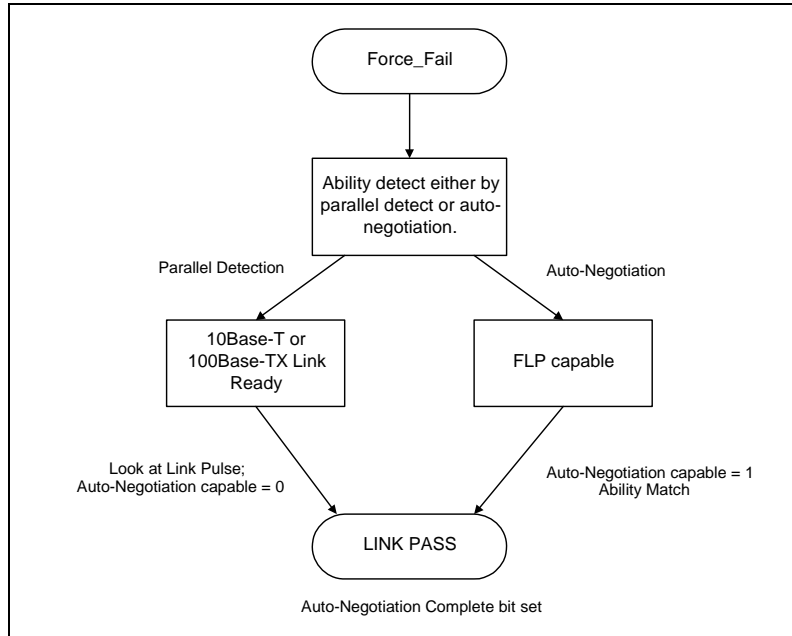 Force_Fail
Ability detect either by
parallel detect or auto-
negotiation.
Parallel Detection
Auto-Negotiation
10Base-T or
100Base-TX Link
Ready
FLP capable
Look at Link Pulse;
Auto-Negotiation capable = 0
Auto-Negotiation capable = 1
Ability Match
LINK PASS
Auto-Negotiation Complete bit set